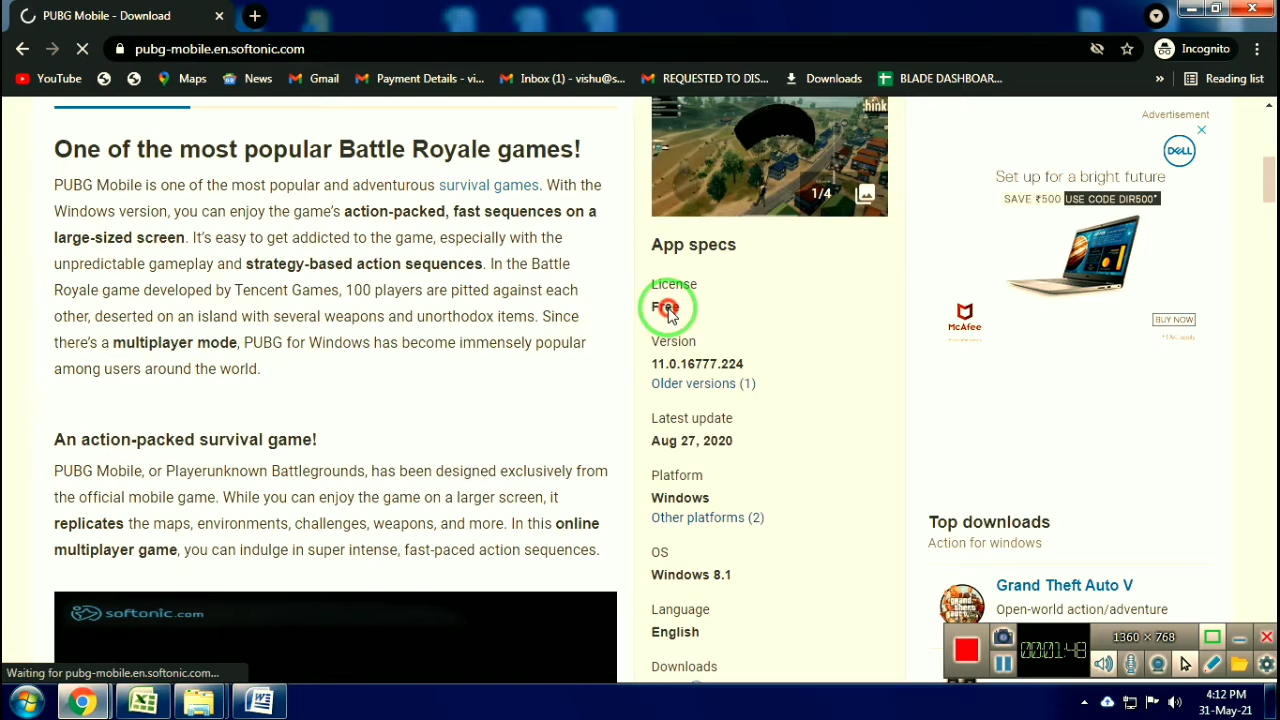 PUBG Mobile - Download
pubg-mobile.en.softonic.com
Incognito
YouTube
Maps
News
Gmail
Payment Details - vi...
Inbox (1) - vishu@s...
REQUESTED TO DIS...
Downloads
BLADE DASHBOAR...
»
Reading list
One of the most popular Battle Royale games!
PUBG Mobile is one of the most popular and adventurous survival games. With the
Windows version, you can enjoy the game's action-packed, fast sequences on a
large-sized screen. It's easy to get addicted to the game, especially with the
unpredictable gameplay and strategy-based action sequences. In the Battle
Royale game developed by Tencent Games, 100 players are pitted against each
other, deserted on an island with several weapons and unorthodox items. Since
there's a multiplayer mode, PUBG for Windows has become immensely popular
among users around the world.
An action-packed survival game!
PUBG Mobile, or Playerunknown Battlegrounds, has been designed exclusively from
the official mobile game. While you can enjoy the game on a larger screen, it
replicates the maps, environments, challenges, weapons, and more. In this online
multiplayer game, you can indulge in super intense, fast-paced action sequences.
softonic.com
Waiting for pubg-mobile.en.softonic.com...
hink
1/4
App specs
License
Free
Version
11.0.16777.224
Older versions (1)
Latest update
Aug 27, 2020
Platform
Windows
Other platforms (2)
OS
Windows 8.1
Language
English
Downloads
Advertisement
DELL
Set up for a bright future
SAVE ₹500 USE CODE DIR500*
McAfee
BUY NOW
Top downloads
Action for windows
Grand Theft Auto V
Open-world action/adventure
1360 × 768
00:01:48
4:12 PM
31-May-21